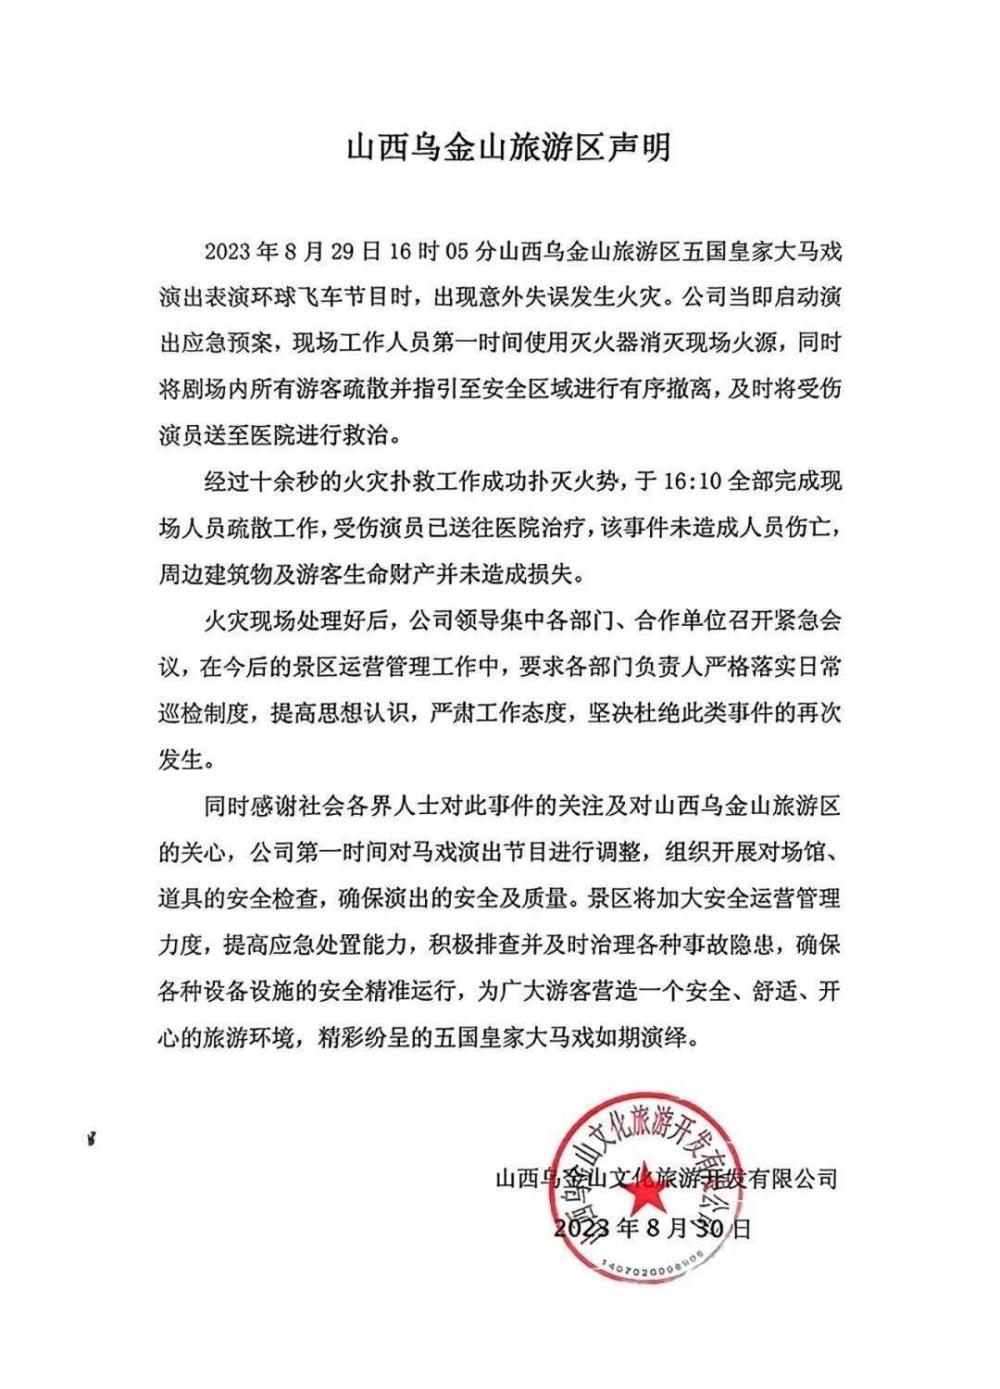 山西乌金山旅游区声明
2023年8月29日16时05分山西乌金山旅游区五国皇家大马戏
演出表演环球飞车节目时，出现意外失误发生火灾。公司当即启动演
出应急预案，现场工作人员第一时间使用灭火器消灭现场火源，同时
将剧场内所有游客疏散并指引至安全区域进行有序撤离，及时将受伤
演员送至医院进行救治。
经过十余秒的火灾扑救工作成功扑灭火势，于16:10全部完成现
场人员疏散工作，受伤演员已送往医院治疗，该事件未造成人员伤亡，
周边建筑物及游客生命财产并未造成损失。
火灾现场处理好后，公司领导集中各部门、合作单位召开紧急会
议，在今后的景区运营管理工作中，要求各部门负责人严格落实日常
巡检制度，提高思想认识，严肃工作态度，坚决杜绝此类事件的再次
发生。
同时感谢社会各界人士对此事件的关注及对山西乌金山旅游区
的关心，公司第一时间对马戏演出节目进行调整，组织开展对场馆、
道具的安全检查，确保演出的安全及质量。景区将加大安全运营管理
力度，提高应急处置能力，积极排查并及时治理各种事故隐患，确保
各种设备设施的安全精准运行，为广大游客营造一个安全、舒适、开
心的旅游环境，精彩纷呈的五国皇家大马戏如期演绎。
山西乌金山文化旅游开发有限公司
2023年8月30日
山西乌金山文化旅游开发有限公司